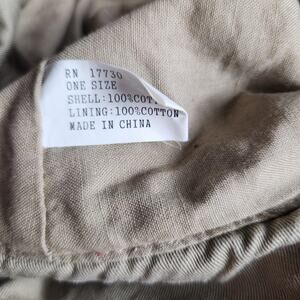 RN 17730
ONE SIZE
SHELL:100%COT
LINING:100%COTTON
MADE IN CHINA